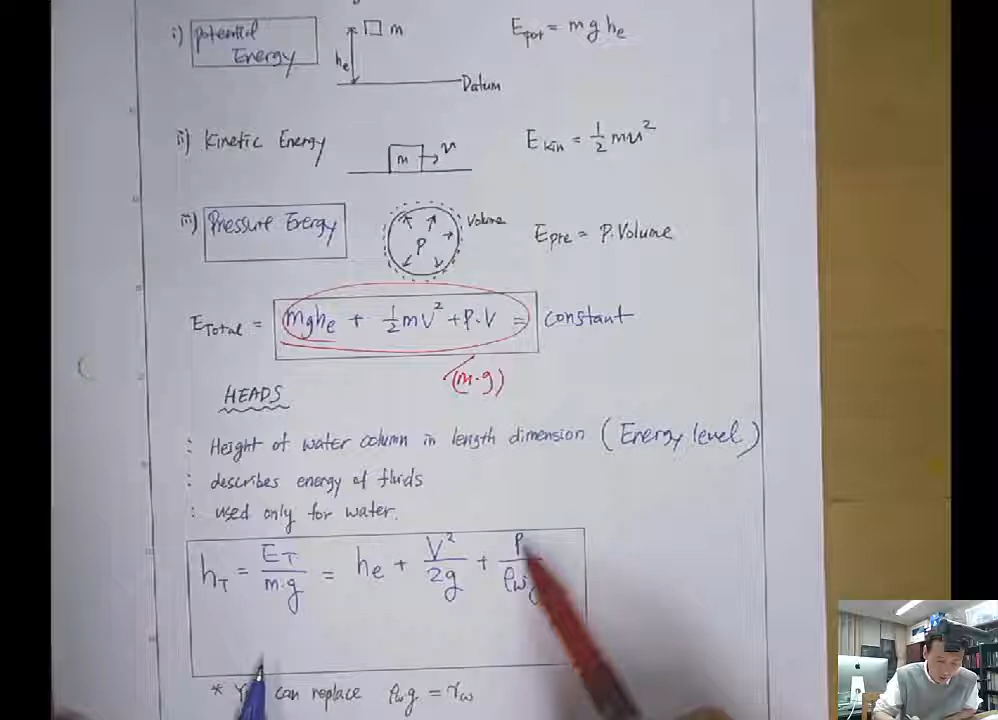 i) Potential Energy
m
he
Datum
Epot = m g he
ii) Kinetic Energy
m
v
Ekin = 1/2 mv²
iii) Pressure Energy
P
Volume
Epre = P.Volume
ETotal = mghe + 1/2 mv² + P.V = constant
(m.g)
HEADS
: Height of water column in length dimension (Energy level)
: describes energy of fluids
: used only for water.
hT = ET/m.g = he + V²/2g + P/ρwg
* can replace ρwg = γw